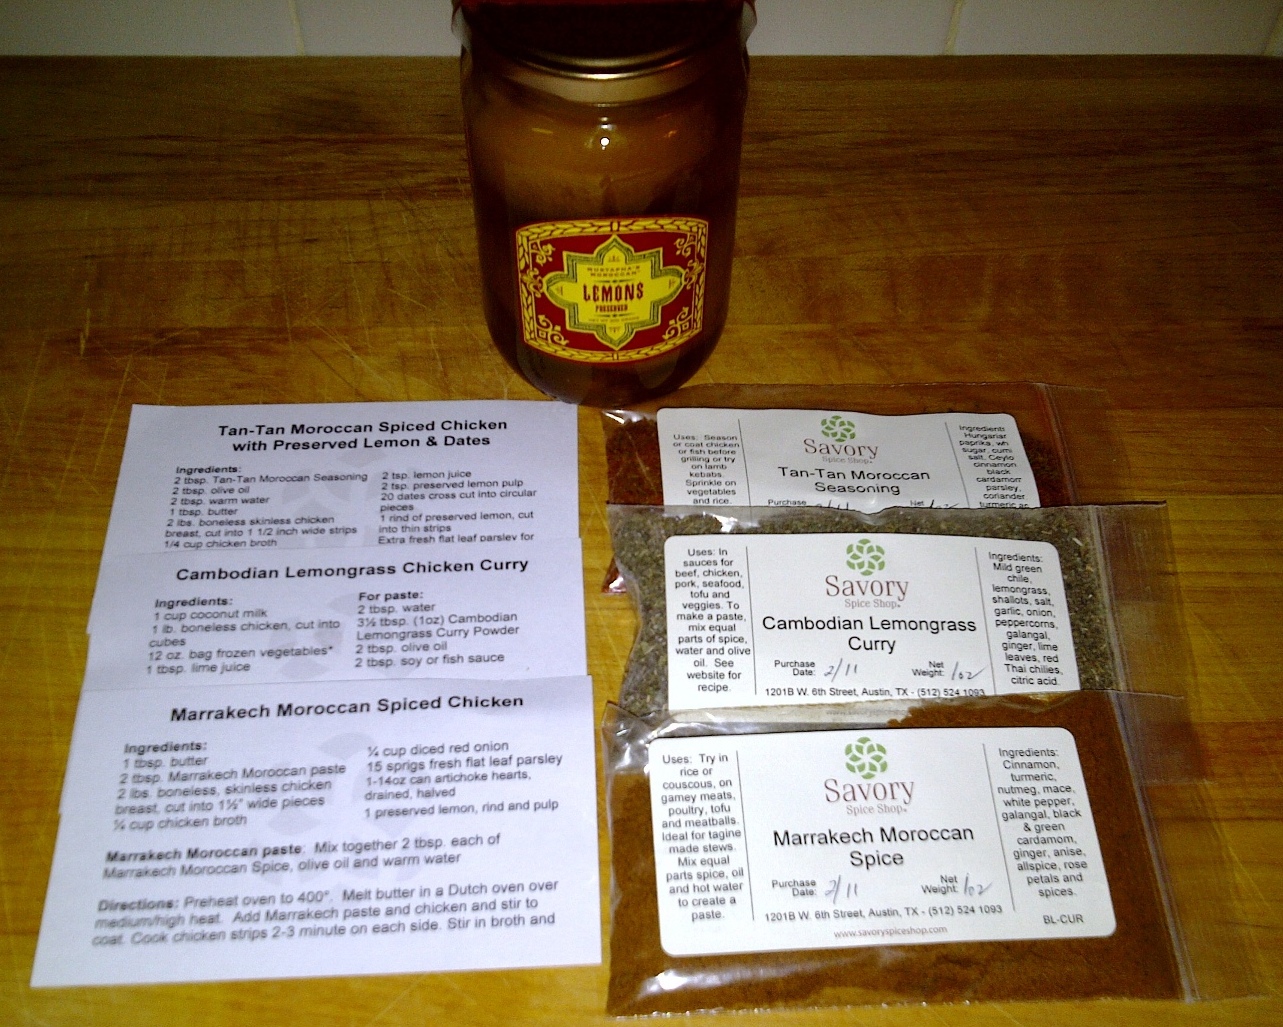 MUSTAPHA'S
MOROCCAN
LEMONS
PRESERVED
Tan-Tan Moroccan Spiced Chicken
with Preserved Lemon & Dates
Ingredients:
2 tbsp. Tan-Tan Moroccan Seasoning
2 tbsp. olive oil
2 tbsp. warm water
1 tbsp. butter
2 lbs. boneless skinless chicken
breast, cut into 1 1/2 inch wide strips
1/4 cup chicken broth
2 tsp. lemon juice
2 tsp. preserved lemon pulp
20 dates cross cut into circular
pieces
1 rind of preserved lemon, cut
into thin strips
Extra fresh flat leaf parsley for
Cambodian Lemongrass Chicken Curry
Ingredients:
1 cup coconut milk
1 lb. boneless chicken, cut into
cubes
12 oz. bag frozen vegetables*
1 tbsp. lime juice
For paste:
2 tbsp. water
3½ tbsp. (1oz) Cambodian
Lemongrass Curry Powder
2 tbsp. olive oil
2 tbsp. soy or fish sauce
Marrakech Moroccan Spiced Chicken
Ingredients:
1 tbsp. butter
2 tbsp. Marrakech Moroccan paste
2 lbs. boneless, skinless chicken
breast, cut into 1½" wide pieces
¼ cup chicken broth
¼ cup diced red onion
15 sprigs fresh flat leaf parsley
1-14oz can artichoke hearts,
drained, halved
1 preserved lemon, rind and pulp
Marrakech Moroccan paste: Mix together 2 tbsp. each of
Marrakech Moroccan Spice, olive oil and warm water
Directions: Preheat oven to 400°. Melt butter in a Dutch oven over
medium/high heat. Add Marrakech paste and chicken and stir to
coat. Cook chicken strips 2-3 minute on each side. Stir in broth and
Uses: Season
or coat chicken
or fish before
grilling or try
on lamb
kebabs.
Sprinkle on
vegetables
and rice.
Savory
Spice Shop
Tan-Tan Moroccan
Seasoning
Purchase
Net
Ingredients
Hungarian
paprika, wh
sugar, cumi
salt, Ceylo
cinnamon
black
cardamom
parsley,
coriander
turmeric an
Uses: In
sauces for
beef, chicken,
pork, seafood,
tofu and
veggies. To
make a paste,
mix equal
parts of spice,
water and olive
oil. See
website for
recipe.
Savory
Spice Shop
Cambodian Lemongrass
Curry
Purchase
Date: 2/11
Net
Weight: 1oz
1201B W. 6th Street, Austin, TX - (512) 524 1093
www.savoryspiceshop.com
Ingredients:
Mild green
chile,
lemongrass,
shallots, salt,
garlic, onion,
peppercorns,
galangal,
ginger, lime
leaves, red
Thai chilies,
citric acid.
Uses: Try in
rice or
couscous, on
gamey meats,
poultry, tofu
and meatballs.
Ideal for tagine
made stews.
Mix equal
parts spice, oil
and hot water
to create a
paste.
Savory
Spice Shop
Marrakech Moroccan
Spice
Purchase
Date: 2/11
Net
Weight: 1oz
1201B W. 6th Street, Austin, TX - (512) 524 1093
www.savoryspiceshop.com
Ingredients:
Cinnamon,
turmeric,
nutmeg, mace,
white pepper,
galangal, black
& green
cardamom,
ginger, anise,
allspice, rose
petals and
spices.
BL-CUR